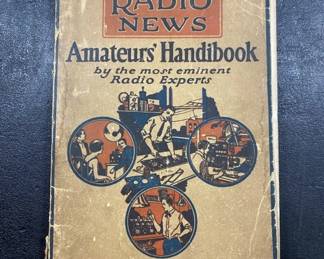 RADIO
NEWS
Amateurs' Handibook
by the most eminent
Radio Experts